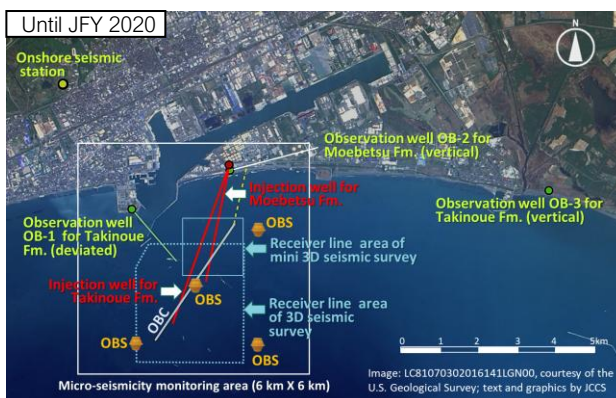 Until JFY 2020
N
Onshore seismic
station
Observation well OB-2 for
Moebetsu Fm. (vertical)
Injection well for
Moebetsu Fm.
Observation well OB-3 for
Takinoue Fm.
(vertical)
Observation well
OB-1 for Takinoue
Fm. (deviated)
OBS
Receiver line area of
mini 3D seismic survey
Injection well for
Takinoue Fm.
OBS
OBC
Receiver line area
of 3D seismic
survey
OBS
OBS
0 1 2 3 4 5km
Micro-seismicity monitoring area (6 km X 6 km)
Image: LC81070302016141LGN00, courtesy of the
U.S. Geological Survey; text and graphics by JCCS